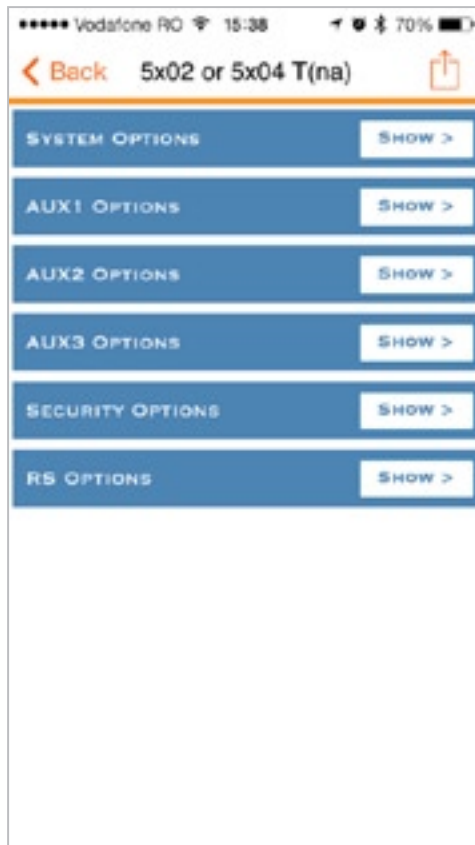 Vodafone RO 15:38 70%
Back 5x02 or 5x04 T(na)
SYSTEM OPTIONS SHOW >
AUX1 OPTIONS SHOW >
AUX2 OPTIONS SHOW >
AUX3 OPTIONS SHOW >
SECURITY OPTIONS SHOW >
RS OPTIONS SHOW >